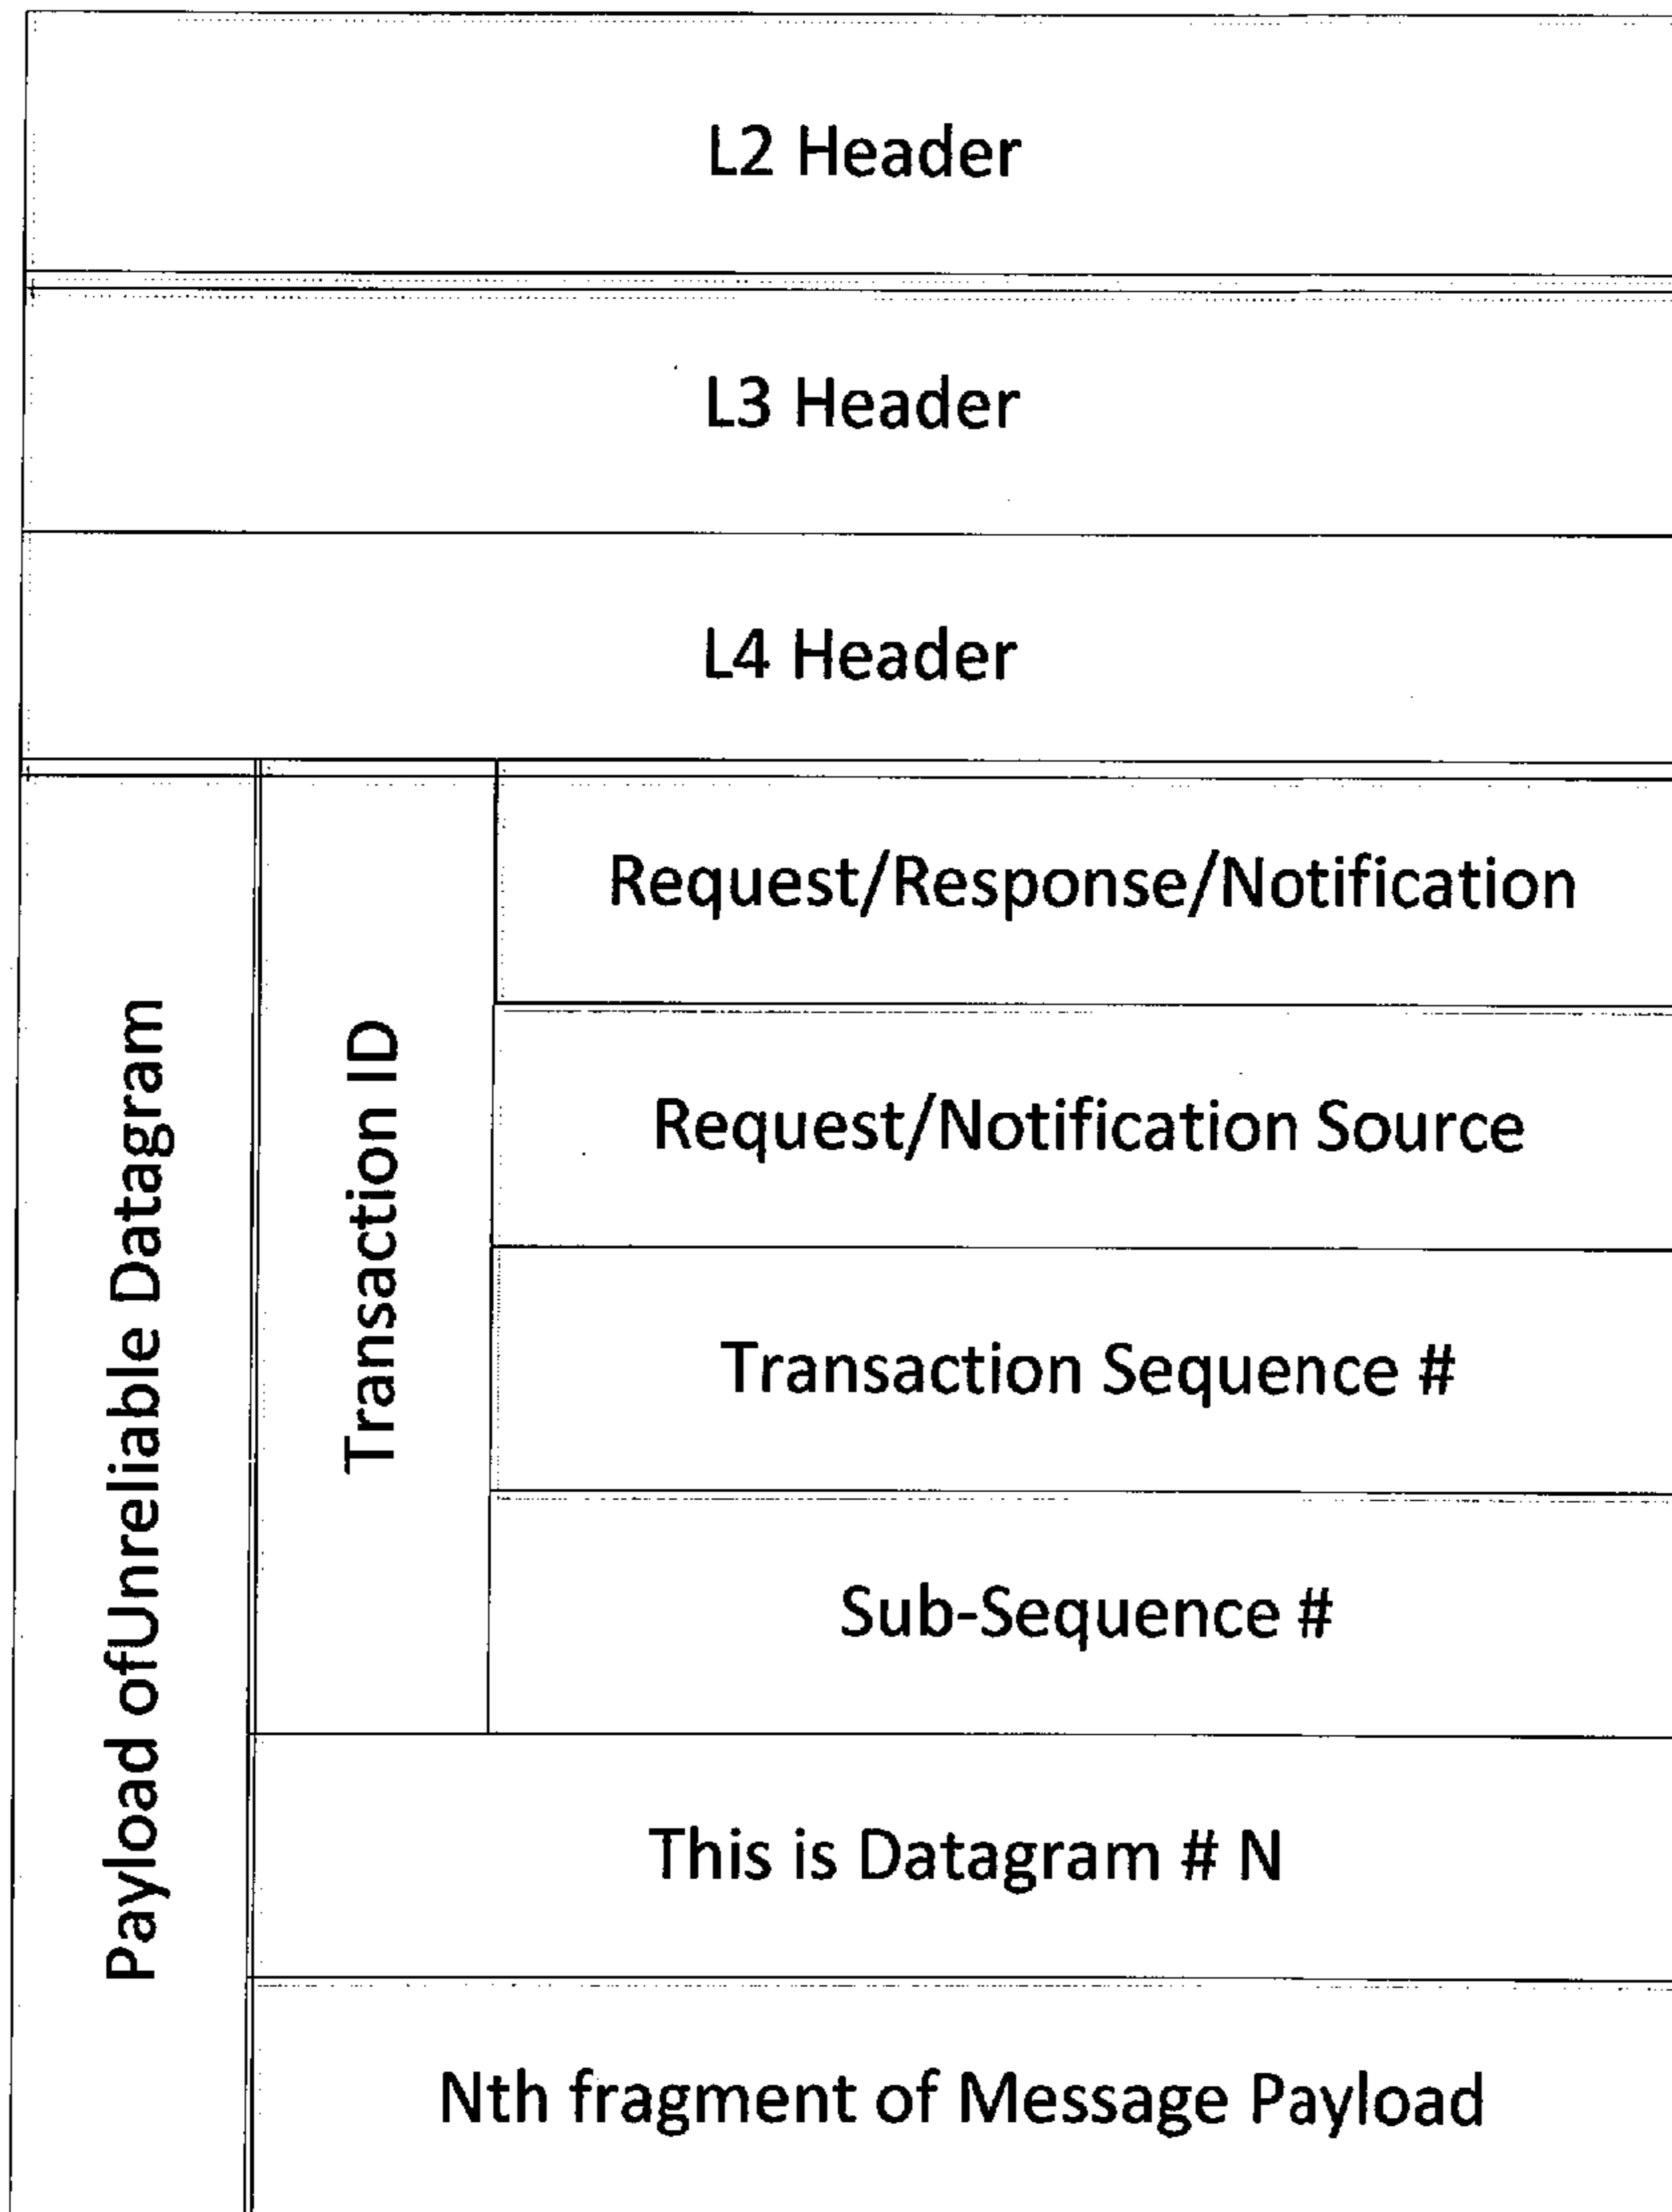 L2 Header
L3 Header
L4 Header
Payload ofUnreliable Datagram
Transaction ID
Request/Response/Notification
Request/Notification Source
Transaction Sequence #
Sub-Sequence #
This is Datagram # N
Nth fragment of Message Payload